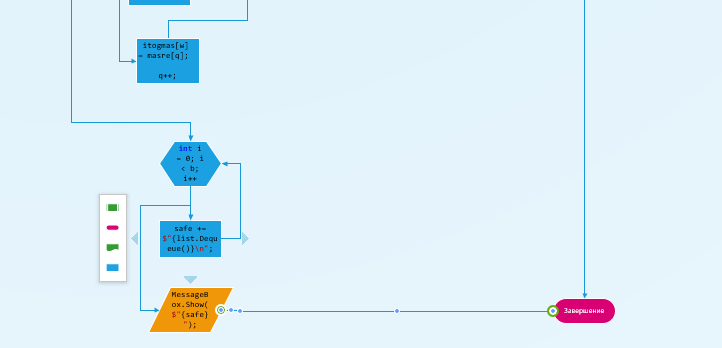 itogmas[w]
= masre[q];
q++;
int i
= 0; i
< b;
i++
safe +=
$"{list.Dequ
eue()}\n";
MessageB
ox.Show(
$"{safe}
");
Завершение